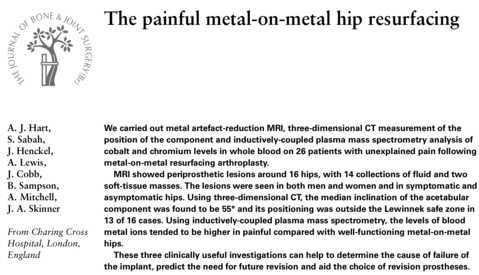 THE JOURNAL OF BONE & JOINT SURGERY (Br)
The painful metal-on-metal hip resurfacing
A. J. Hart,
S. Sabah,
J. Henckel,
A. Lewis,
J. Cobb,
B. Sampson,
A. Mitchell,
J. A. Skinner
From Charing Cross
Hospital, London,
England
We carried out metal artefact-reduction MRI, three-dimensional CT measurement of the
position of the component and inductively-coupled plasma mass spectrometry analysis of
cobalt and chromium levels in whole blood on 26 patients with unexplained pain following
metal-on-metal resurfacing arthroplasty.
MRI showed periprosthetic lesions around 16 hips, with 14 collections of fluid and two
soft-tissue masses. The lesions were seen in both men and women and in symptomatic and
asymptomatic hips. Using three-dimensional CT, the median inclination of the acetabular
component was found to be 55° and its positioning was outside the Lewinnek safe zone in
13 of 16 cases. Using inductively-coupled plasma mass spectrometry, the levels of blood
metal ions tended to be higher in painful compared with well-functioning metal-on-metal
hips.
These three clinically useful investigations can help to determine the cause of failure of
the implant, predict the need for future revision and aid the choice of revision prostheses.